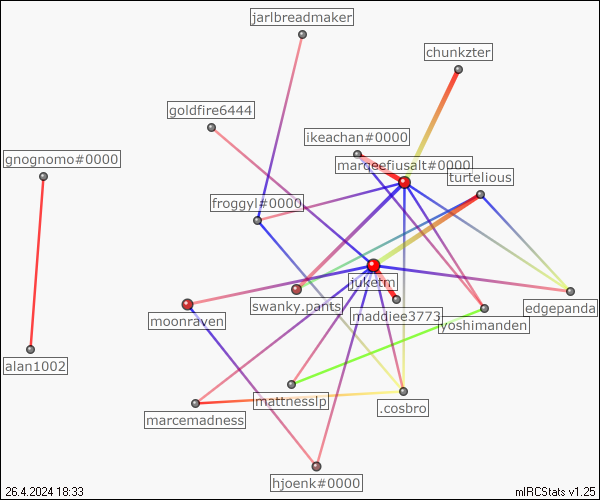 jarlbreadmaker
chunkzter
goldfire6444
ikeachan#0000
gnognomo#0000
marqeefiusalt#0000
turtelious
froggyl#0000
juketm
swanky.pants
edgepanda
maddiee3773
moonraven
yoshimanden
alan1002
mattnesslp
.cosbro
marcemadness
hjoenk#0000
26.4.2024 18:33
mIRCStats v1.25